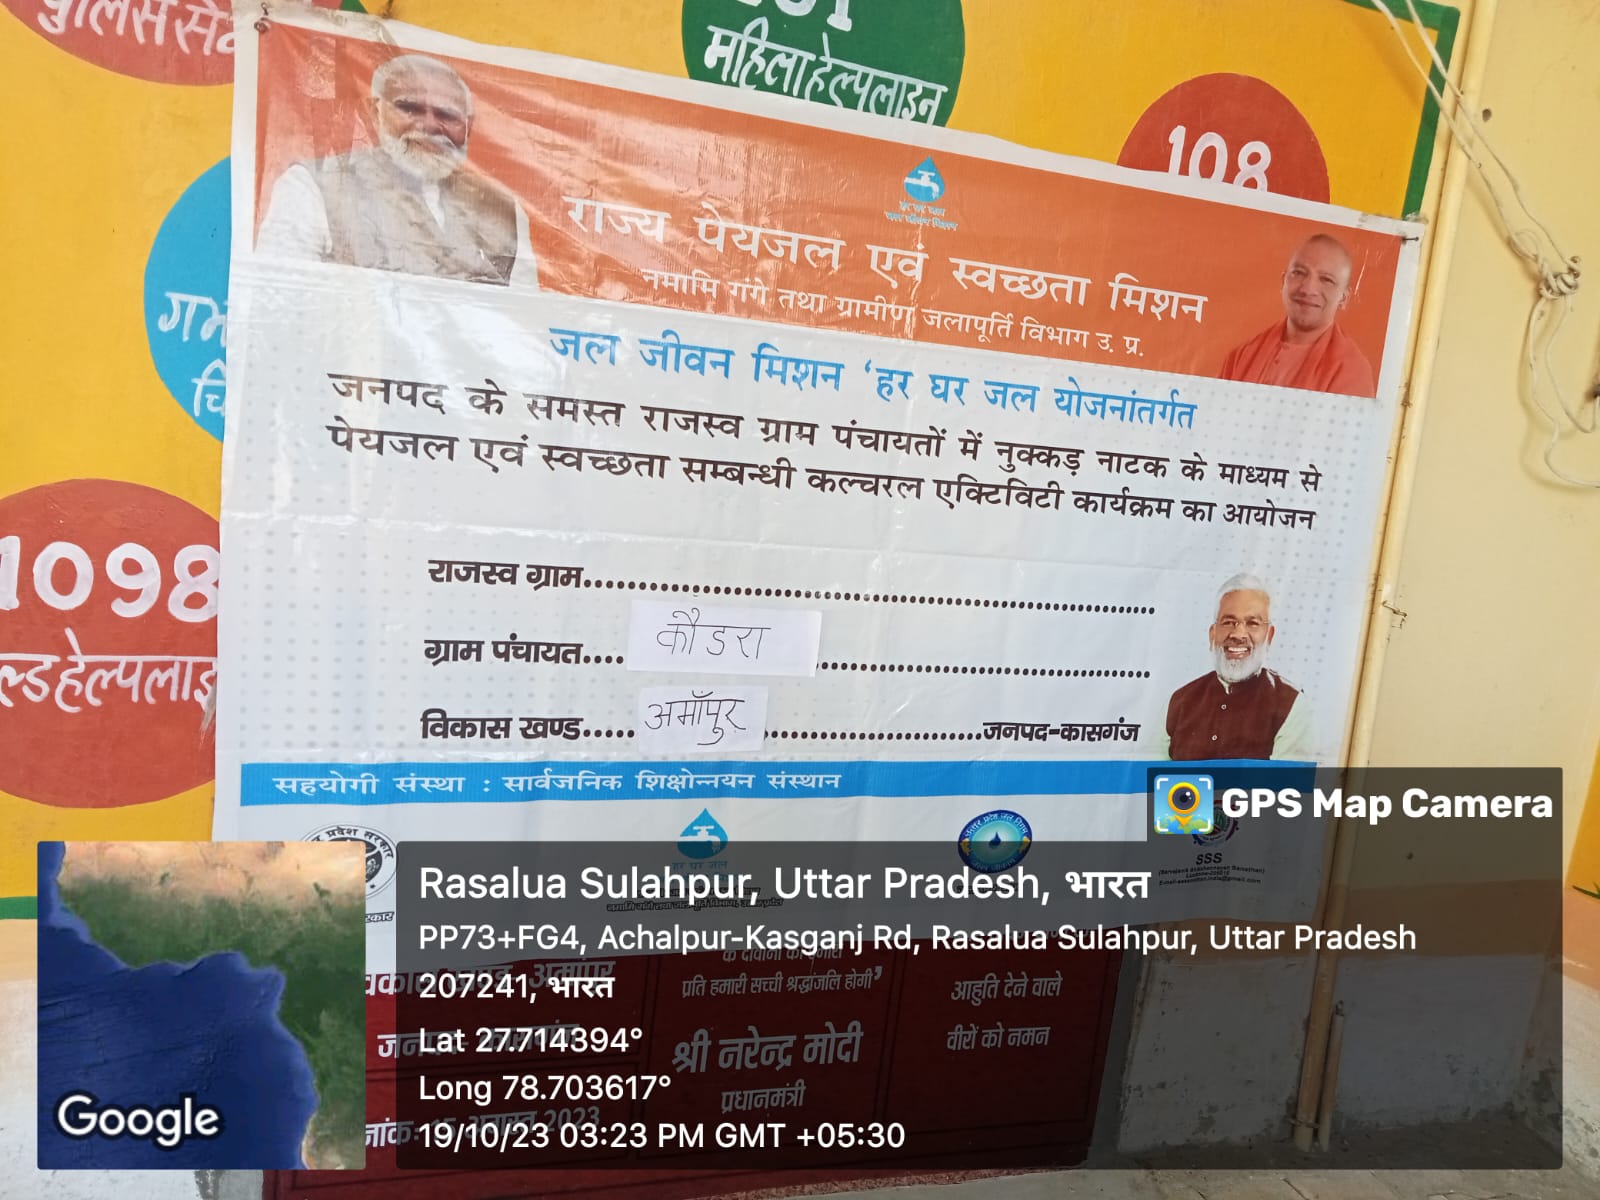 पुलिस से
महिला हेल्पलाइन
108
गर्भ
1098
ल्ड हेल्पलाइ
राज्य पेयजल एवं स्वच्छता मिशन
नमामि गंगे तथा ग्रामीण जलापूर्ति विभाग उ. प्र.
जल जीवन मिशन ‘हर घर जल योजनांतर्गत
जनपद के समस्त राजस्व ग्राम पंचायतों में नुक्कड़ नाटक के माध्यम से
पेयजल एवं स्वच्छता सम्बन्धी कल्चरल एक्टिविटी कार्यक्रम का आयोजन
राजस्व ग्राम
ग्राम पंचायत.... कौडरा
विकास खण्ड..... अमॉपुर जनपद-कासगंज
सहयोगी संस्था : सार्वजनिक शिक्षोन्नयन संस्थान
हर घर जल
SSS
GPS Map Camera
Rasalua Sulahpur, Uttar Pradesh, भारत
PP73+FG4, Achalpur-Kasganj Rd, Rasalua Sulahpur, Uttar Pradesh
207241, भारत
Lat 27.714394°
Long 78.703617°
19/10/23 03:23 PM GMT +05:30
Google
प्रति हमारी सच्ची श्रद्धांजलि होगी’
श्री नरेन्द्र मोदी
प्रधानमंत्री
आहुति देने वाले
वीरों को नमन